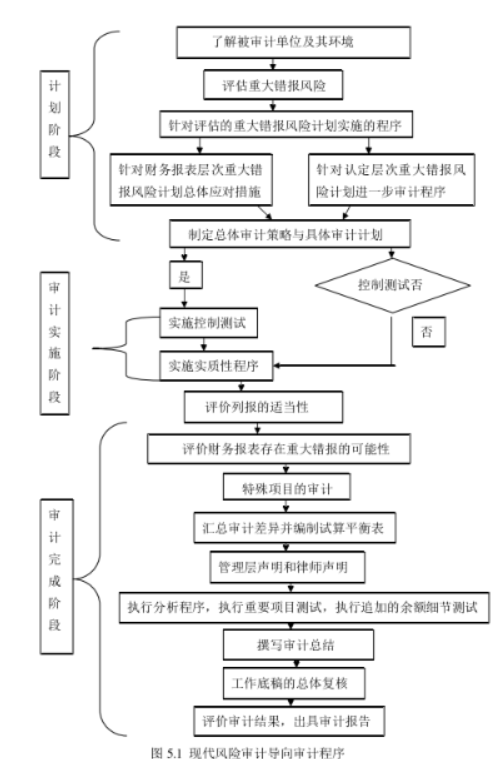 了解被审计单位及其环境
评估重大错报风险
针对评估的重大错报风险计划实施的程序
计划阶段
针对财务报表层次重大错
报风险计划总体应对措施
针对认定层次重大错报风
险计划进一步审计程序
制定总体审计策略与具体审计计划
是
控制测试否
审计实施阶段
实施控制测试
否
实施实质性程序
评价列报的适当性
评价财务报表存在重大错报的可能性
特殊项目的审计
审计完成阶段
汇总审计差异并编制试算平衡表
管理层声明和律师声明
执行分析程序，执行重要项目测试，执行追加的余额细节测试
撰写审计总结
工作底稿的总体复核
评价审计结果，出具审计报告
图 5.1 现代风险审计导向审计程序